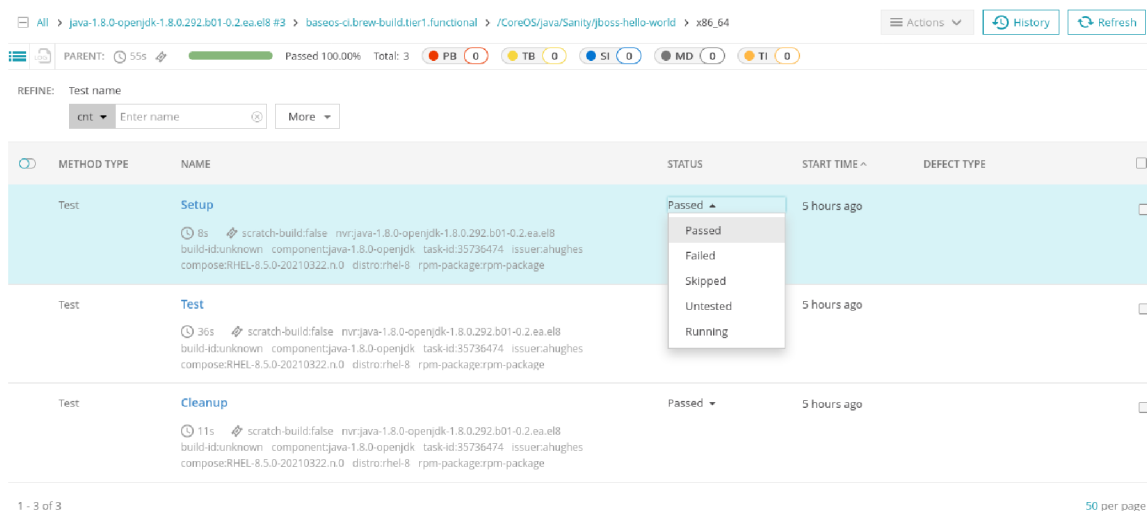 All > java-1.8.0-openjdk-1.8.0.292.b01-0.2.ea.el8 #3 > baseos-ci.brew-build.tier1.functional > /CoreOS/java/Sanity/jboss-hello-world > x86_64 Actions History Refresh
PARENT: 55s Passed 100.00% Total: 3 PB 0 TB 0 SI 0 MD 0 TI 0
REFINE: Test name
cnt Enter name More
METHOD TYPE NAME STATUS START TIME DEFECT TYPE
Test Setup Passed 5 hours ago
8s scratch-build:false nvr:java-1.8.0-openjdk-1.8.0.292.b01-0.2.ea.el8
build-id:unknown component:java-1.8.0-openjdk task-id:35736474 issuer:ahughes
compose:RHEL-8.5.0-20210322.n.0 distro:rhel-8 rpm-package:rpm-package
Passed
Failed
Skipped
Untested
Running
Test Test 5 hours ago
36s scratch-build:false nvr:java-1.8.0-openjdk-1.8.0.292.b01-0.2.ea.el8
build-id:unknown component:java-1.8.0-openjdk task-id:35736474 issuer:ahughes
compose:RHEL-8.5.0-20210322.n.0 distro:rhel-8 rpm-package:rpm-package
Test Cleanup Passed 5 hours ago
11s scratch-build:false nvr:java-1.8.0-openjdk-1.8.0.292.b01-0.2.ea.el8
build-id:unknown component:java-1.8.0-openjdk task-id:35736474 issuer:ahughes
compose:RHEL-8.5.0-20210322.n.0 distro:rhel-8 rpm-package:rpm-package
1 - 3 of 3 50 per page